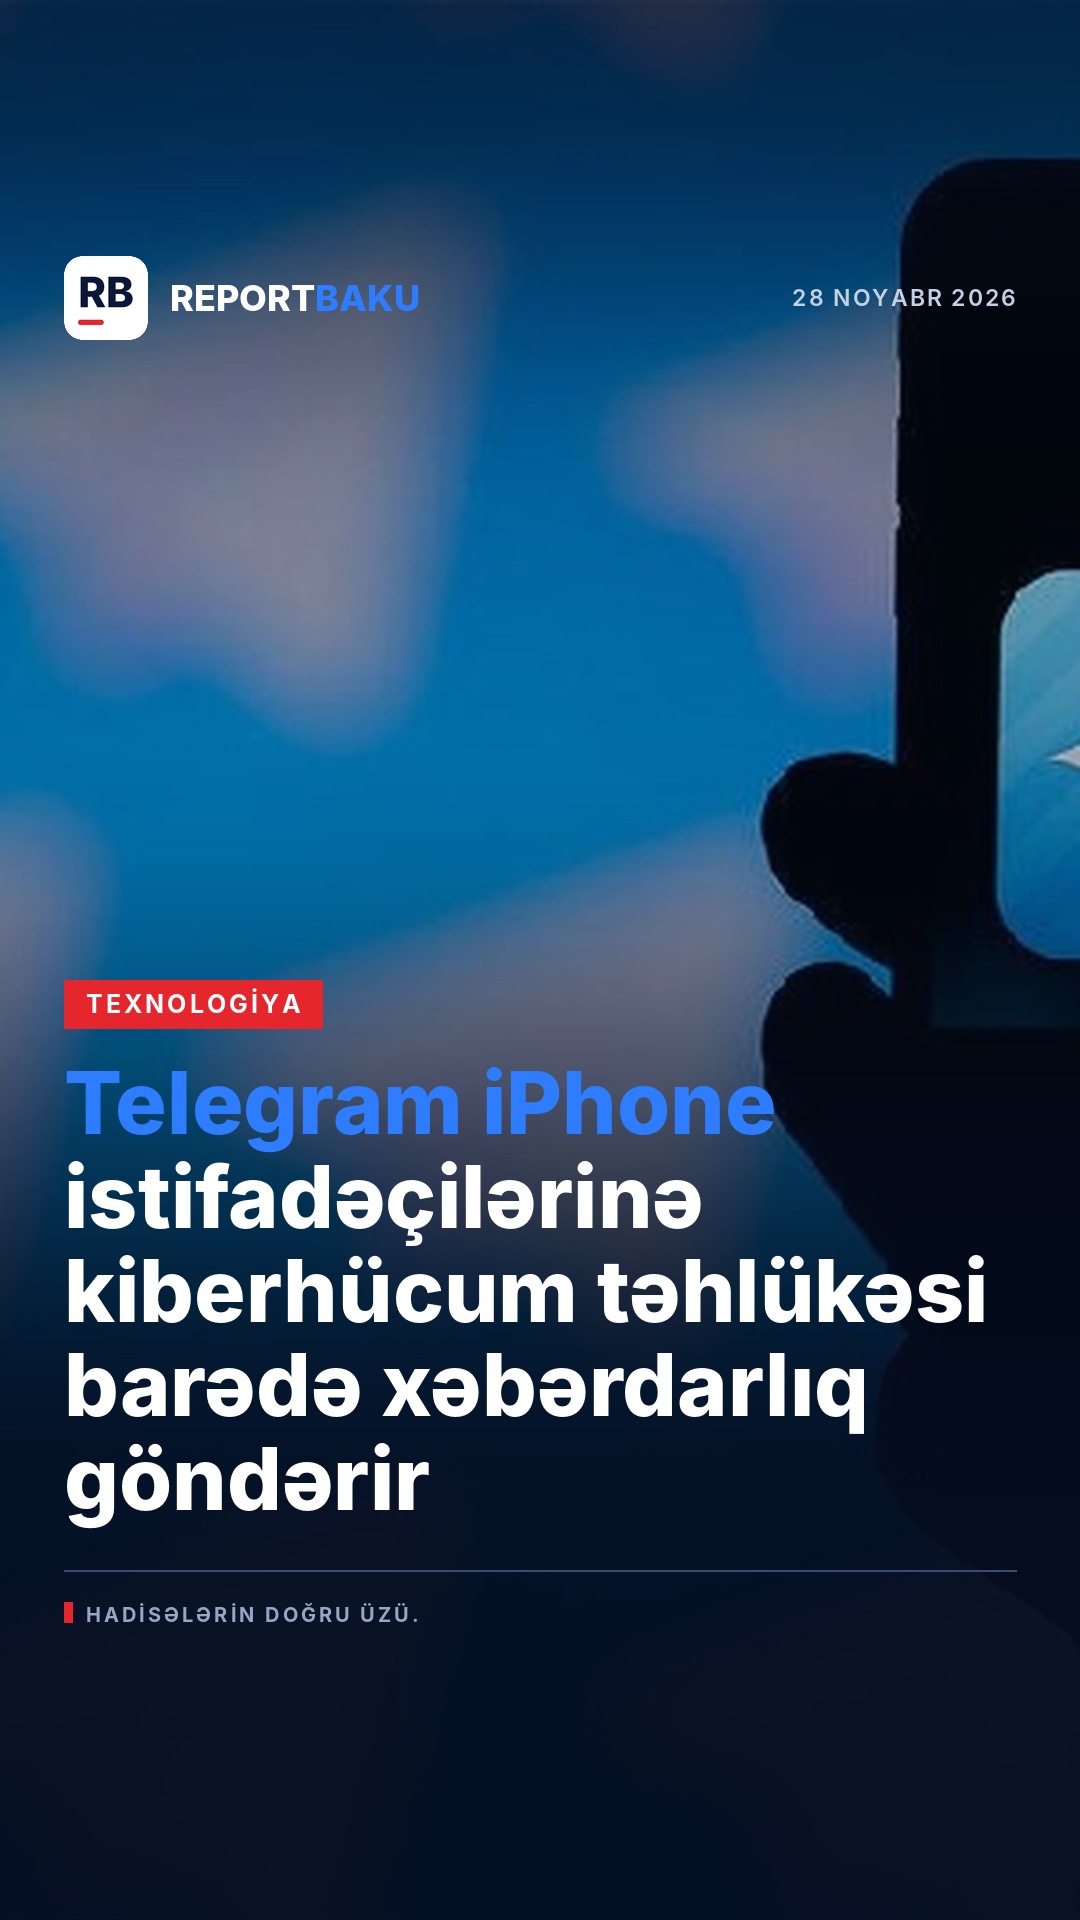 RB
REPORTBAKU
28 NOYABR 2026
TEXNOLOGİYA
Telegram iPhone
istifadəçilərinə
kiberhücum təhlükəsi
barədə xəbərdarlıq
göndərir
HADİSƏLƏRİN DOĞRU ÜZÜ.